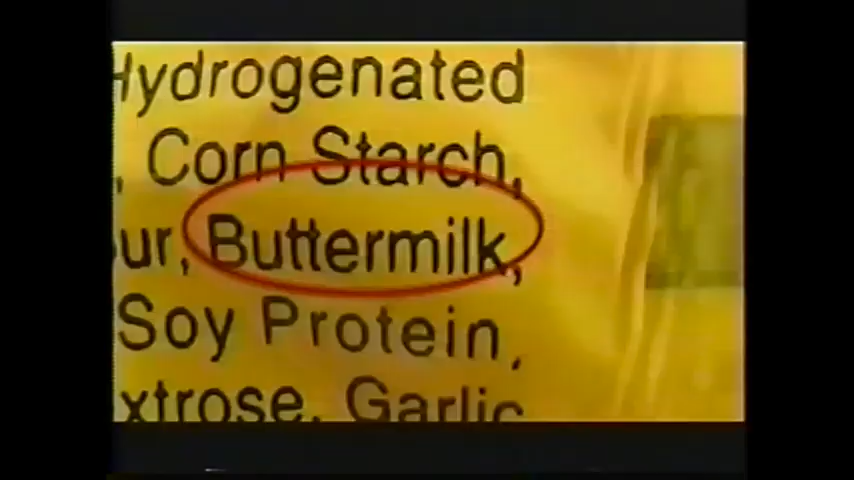 Hydrogenated
, Corn Starch,
ur, Buttermilk,
Soy Protein,
xtrose, Garlic